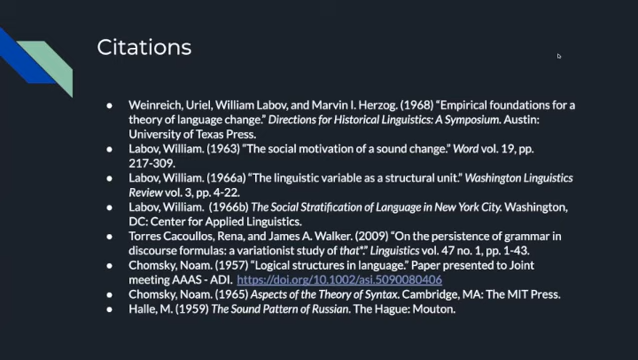 Citations
● Weinreich, Uriel, William Labov, and Marvin I. Herzog. (1968) “Empirical foundations for a
theory of language change.” Directions for Historical Linguistics: A Symposium. Austin:
University of Texas Press.
● Labov, William. (1963) “The social motivation of a sound change.” Word vol. 19, pp.
217-309.
● Labov, William. (1966a) “The linguistic variable as a structural unit.” Washington Linguistics
Review vol. 3, pp. 4-22.
● Labov, William. (1966b) The Social Stratification of Language in New York City. Washington,
DC: Center for Applied Linguistics.
● Torres Cacoullos, Rena, and James A. Walker. (2009) “On the persistence of grammar in
discourse formulas: a variationist study of that*.” Linguistics vol. 47 no. 1, pp. 1-43.
● Chomsky, Noam. (1957) “Logical structures in language.” Paper presented to Joint
meeting AAAS - ADI. https://doi.org/10.1002/asi.5090080406
● Chomsky, Noam. (1965) Aspects of the Theory of Syntax. Cambridge, MA: The MIT Press.
● Halle, M. (1959) The Sound Pattern of Russian. The Hague: Mouton.